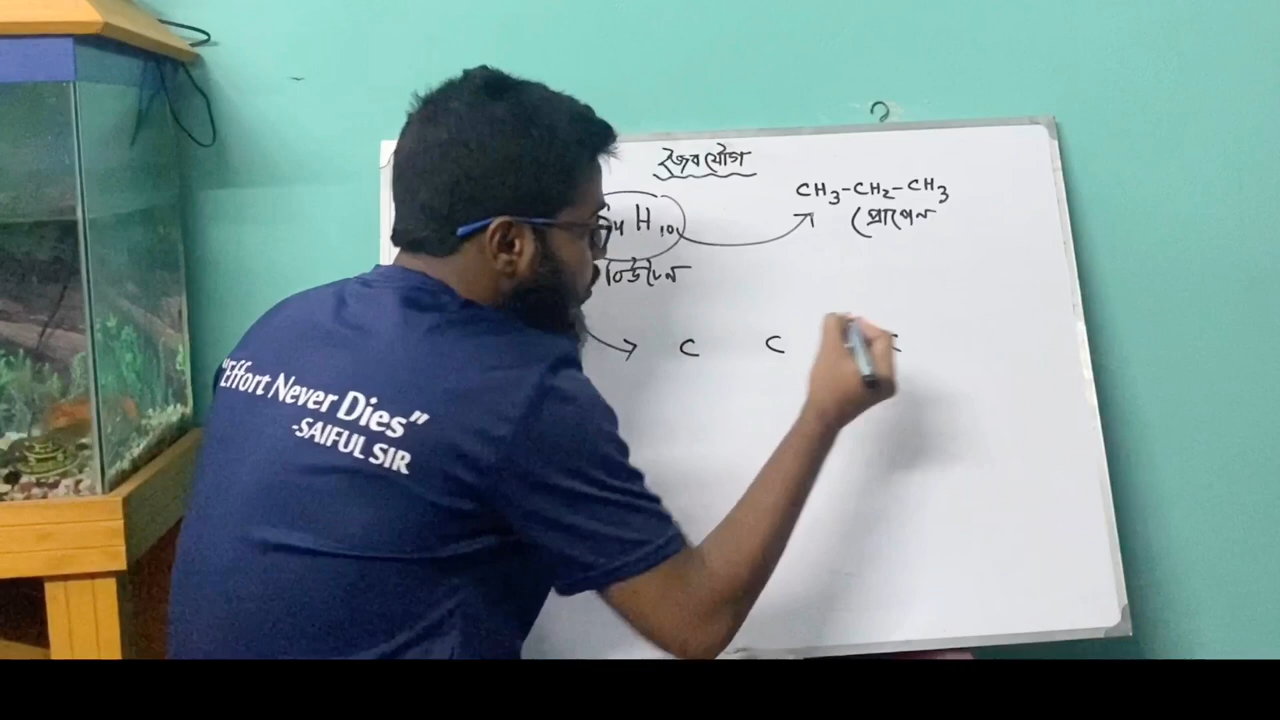 জৈব যৌগ
CH3-CH2-CH3
প্রোপেন
C4H10
বিউটেন
C C C
"Effort Never Dies"
-SAIFUL SIR